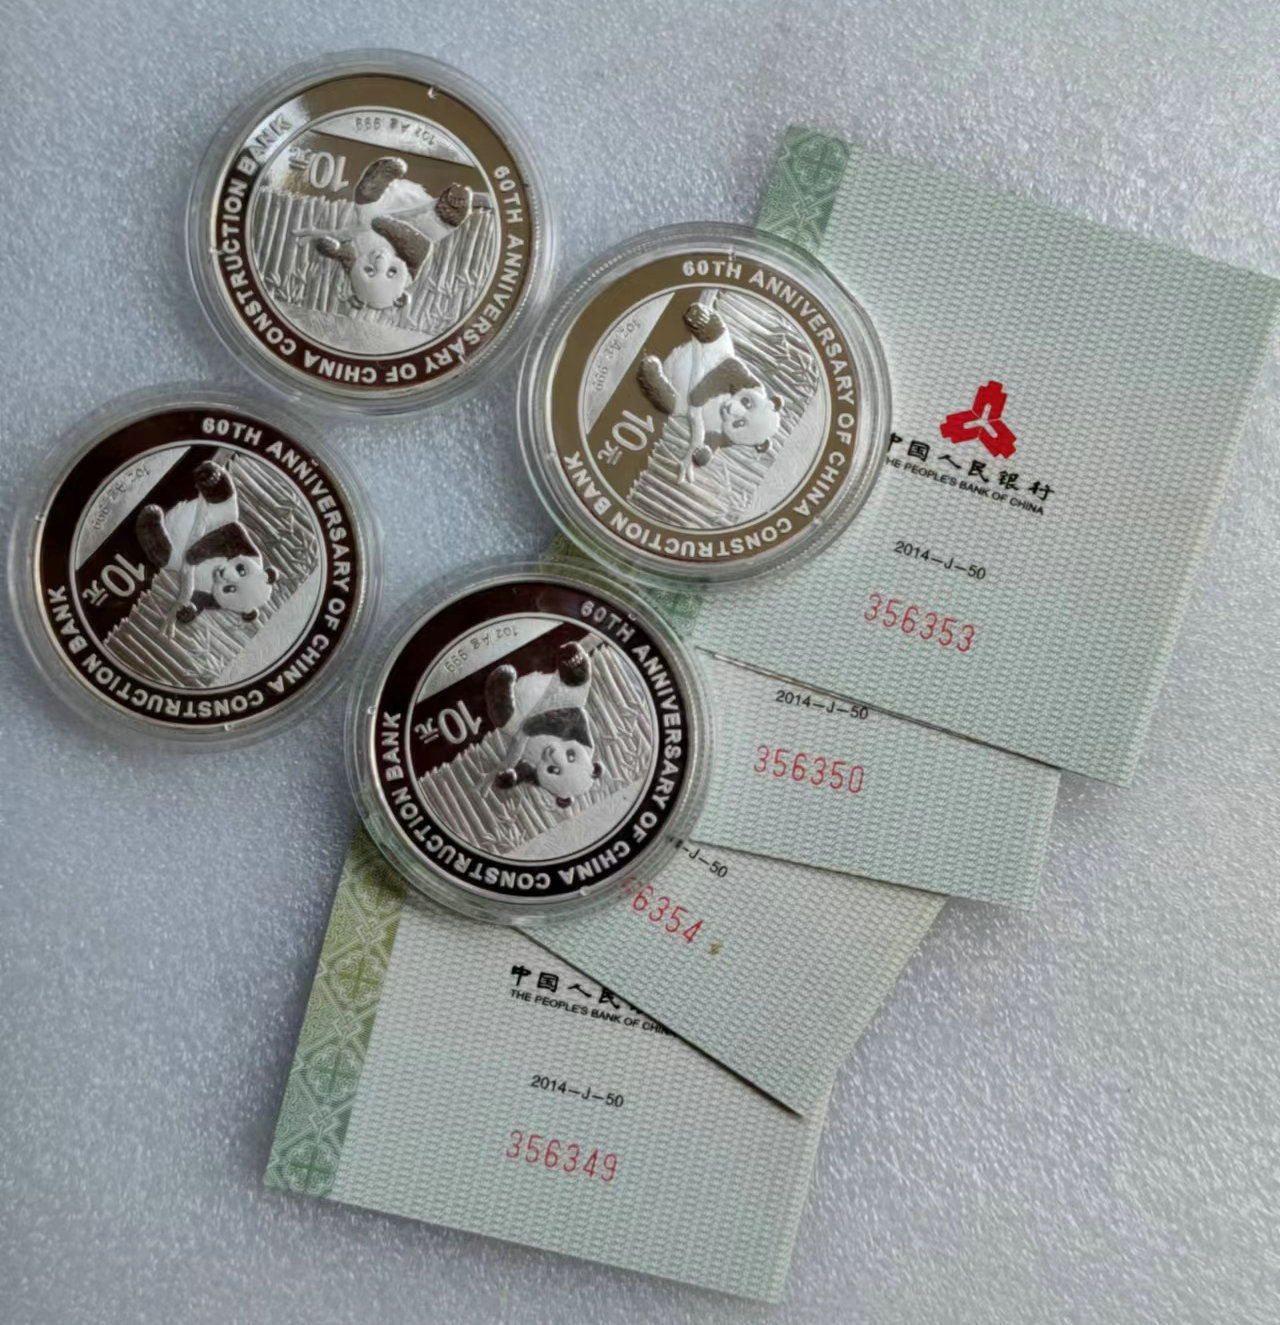 60TH ANNIVERSARY OF CHINA CONSTRUCTION BANK
1oz Ag 999
10元
60TH ANNIVERSARY OF CHINA CONSTRUCTION BANK
1oz Ag 999
10元
60TH ANNIVERSARY OF CHINA CONSTRUCTION BANK
1oz Ag 999
10元
60TH ANNIVERSARY OF CHINA CONSTRUCTION BANK
1oz Ag 999
10元
中国人民银行
THE PEOPLE'S BANK OF CHINA
2014-J-50
356353
2014-J-50
356350
-J-50
6354
中国人民
THE PEOPLE'S BANK OF CHIN
2014-J-50
356349